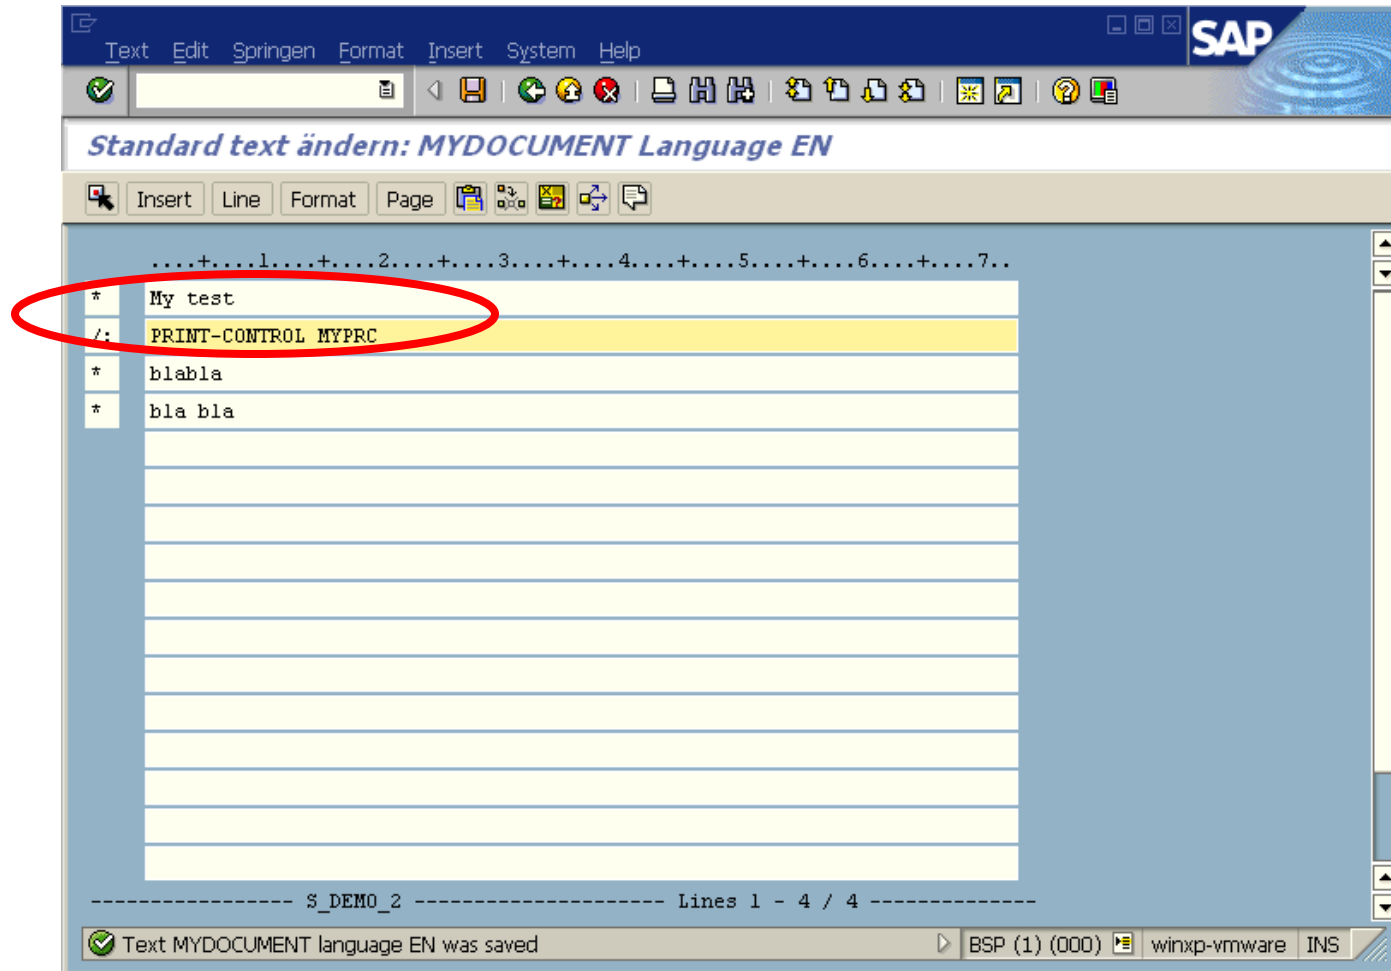 SAP
Text Edit Springen Format Insert System Help
Standard text ändern: MYDOCUMENT Language EN
Insert Line Format Page
....+....1....+....2....+....3....+....4....+....5....+....6....+....7..
* My test
/: PRINT-CONTROL MYPRC
* blabla
* bla bla
----------------- S_DEMO_2 --------------------- Lines 1 - 4 / 4 --------------
Text MYDOCUMENT language EN was saved BSP (1) (000) winxp-vmware INS